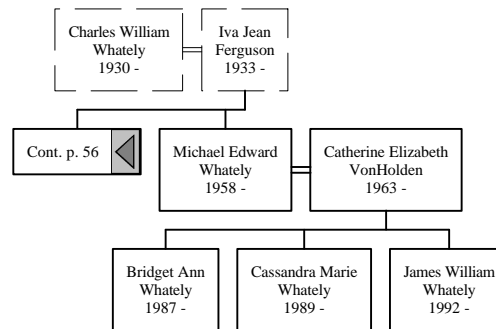 Charles William
Whately
1930 -
Iva Jean
Ferguson
1933 -
Cont. p. 56
Michael Edward
Whately
1958 -
Catherine Elizabeth
VonHolden
1963 -
Bridget Ann
Whately
1987 -
Cassandra Marie
Whately
1989 -
James William
Whately
1992 -